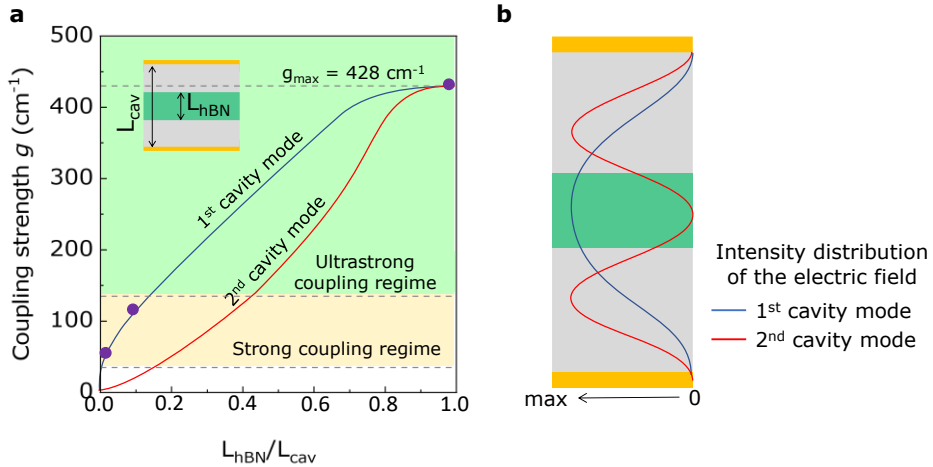 a
500
400
300
200
100
0
Coupling strength g (cm⁻¹)
g_max = 428 cm⁻¹
L_cav
L_hBN
1st cavity mode
2nd cavity mode
Ultrastrong
coupling regime
Strong coupling regime
0.0
0.2
0.4
0.6
0.8
1.0
L_hBN/L_cav
b
max
0
Intensity distribution
of the electric field
1st cavity mode
2nd cavity mode